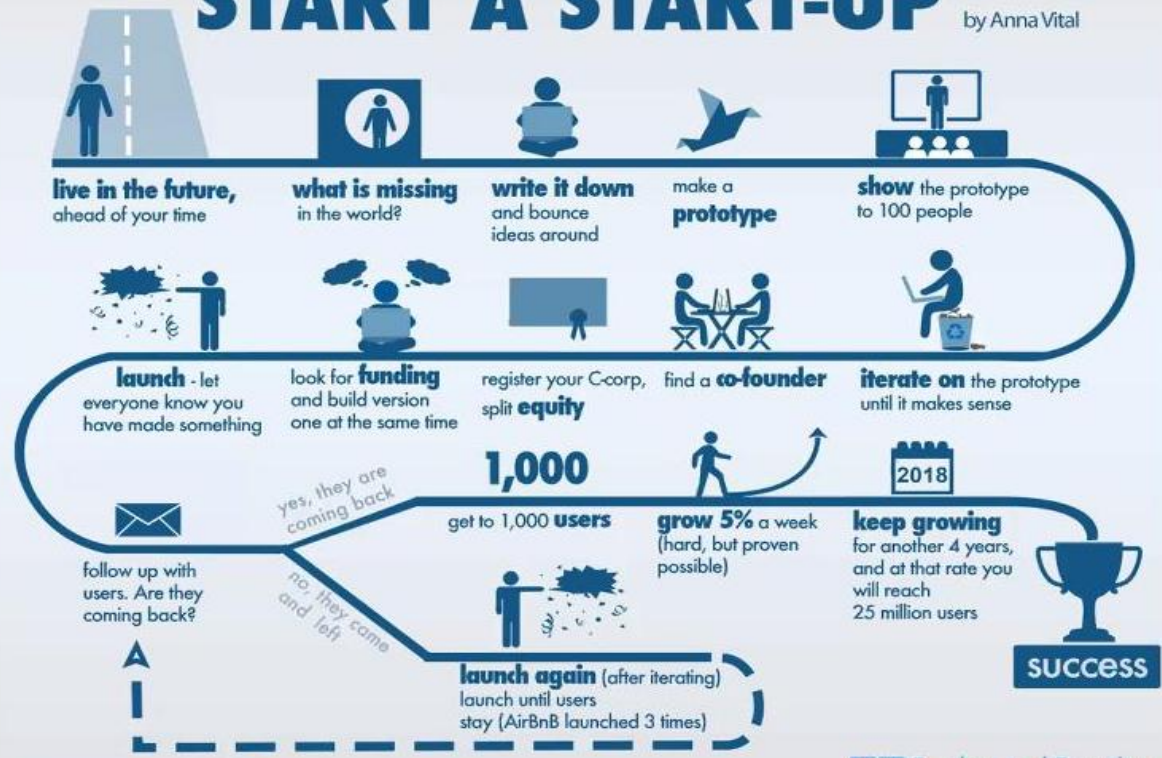 START A START-UP
by Anna Vital
live in the future,
ahead of your time
what is missing
in the world?
write it down
and bounce
ideas around
make a
prototype
show the prototype
to 100 people
iterate on the prototype
until it makes sense
find a co-founder
register your C-corp,
split equity
look for funding
and build version
one at the same time
launch - let
everyone know you
have made something
follow up with
users. Are they
coming back?
yes, they are
coming back
1,000
get to 1,000 users
grow 5% a week
(hard, but proven
possible)
2018
keep growing
for another 4 years,
and at that rate you
will reach
25 million users
success
no, they came
and left
launch again (after iterating)
launch until users
stay (AirBnB launched 3 times)